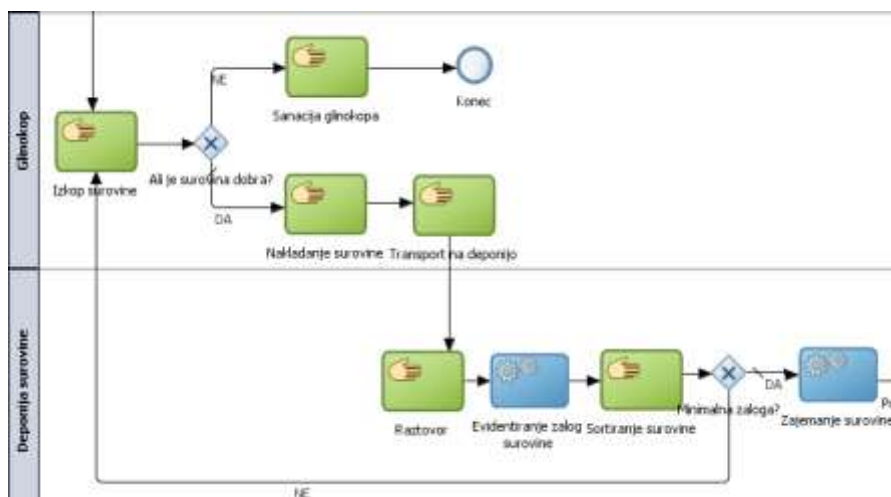 Glinokop
NE
Sanacija glinokopa
Konec
Izkop surovine
Ali je surovina dobra?
DA
Nakladanje surovine
Transport na deponijo
Deponija surovine
Raztovor
Evidentiranje zalog
surovine
Sortiranje surovine
Minimalna zaloga?
DA
Zajemanje surovine
NE